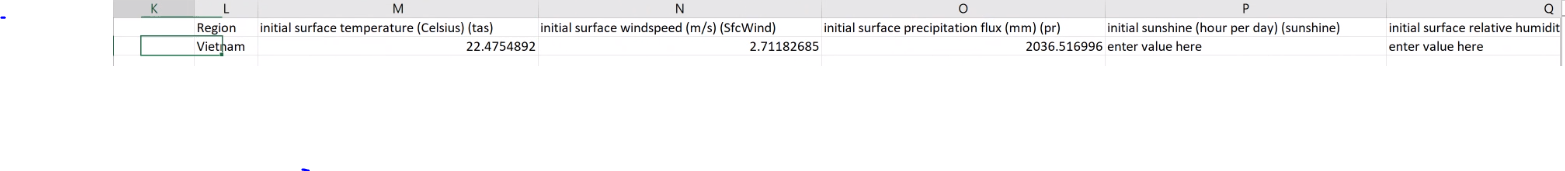 K L M N O P Q
Region initial surface temperature (Celsius) (tas) initial surface windspeed (m/s) (SfcWind) initial surface precipitation flux (mm) (pr) initial sunshine (hour per day) (sunshine) initial surface relative humidit
Vietnam 22.4754892 2.71182685 2036.516996 enter value here enter value here